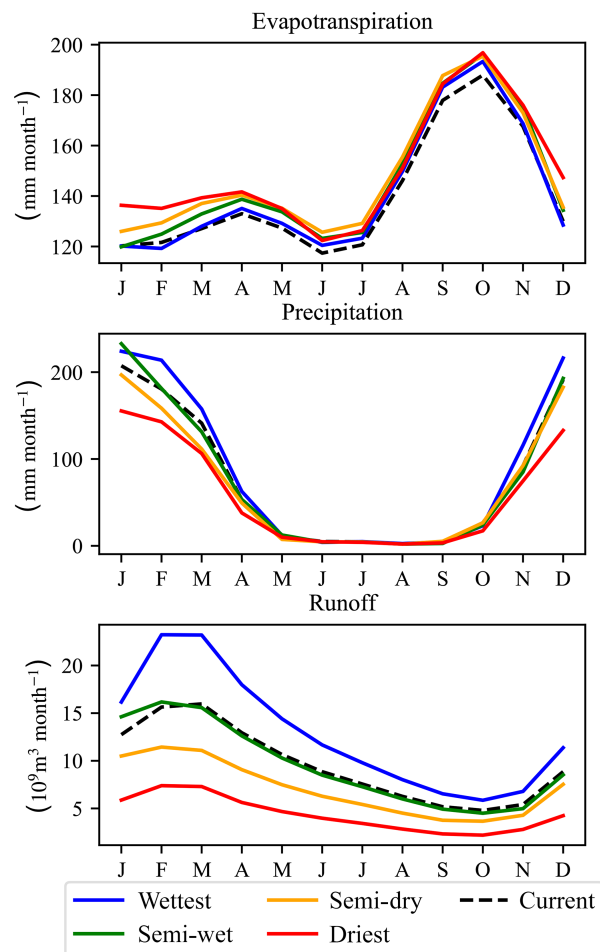 Evapotranspiration
(mm month⁻¹)
200
180
160
140
120
J F M A M J J A S O N D
Precipitation
(mm month⁻¹)
200
100
0
J F M A M J J A S O N D
Runoff
(10⁹m³ month⁻¹)
20
15
10
5
J F M A M J J A S O N D
Wettest Semi-dry Current
Semi-wet Driest